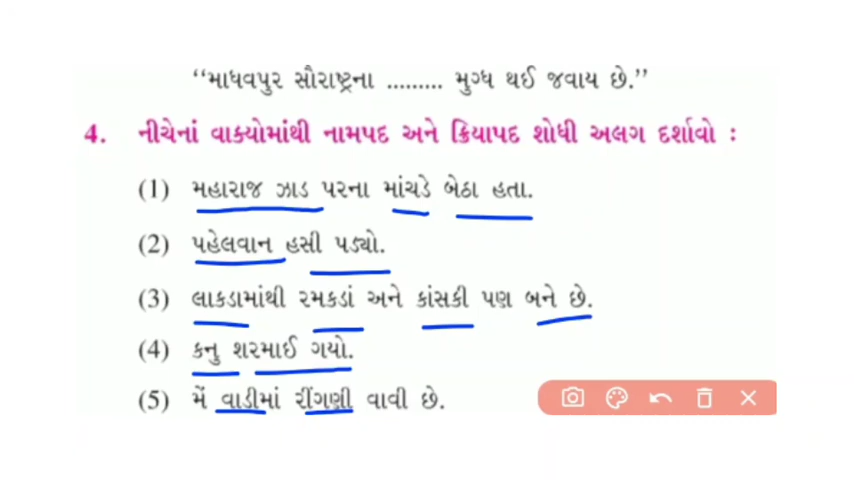 “માધવપુર સૌરાષ્ટ્રના ......... મુગ્ધ થઈ જવાય છે.”
4. નીચેનાં વાક્યોમાંથી નામપદ અને ક્રિયાપદ શોધી અલગ દર્શાવો :
(1) મહારાજ ઝાડ પરના માંચડે બેઠા હતા.
(2) પહેલવાન હસી પડ્યો.
(3) લાકડામાંથી રમકડાં અને કાંસકી પણ બને છે.
(4) કનુ શરમાઈ ગયો.
(5) મેં વાડીમાં રીંગણી વાવી છે.